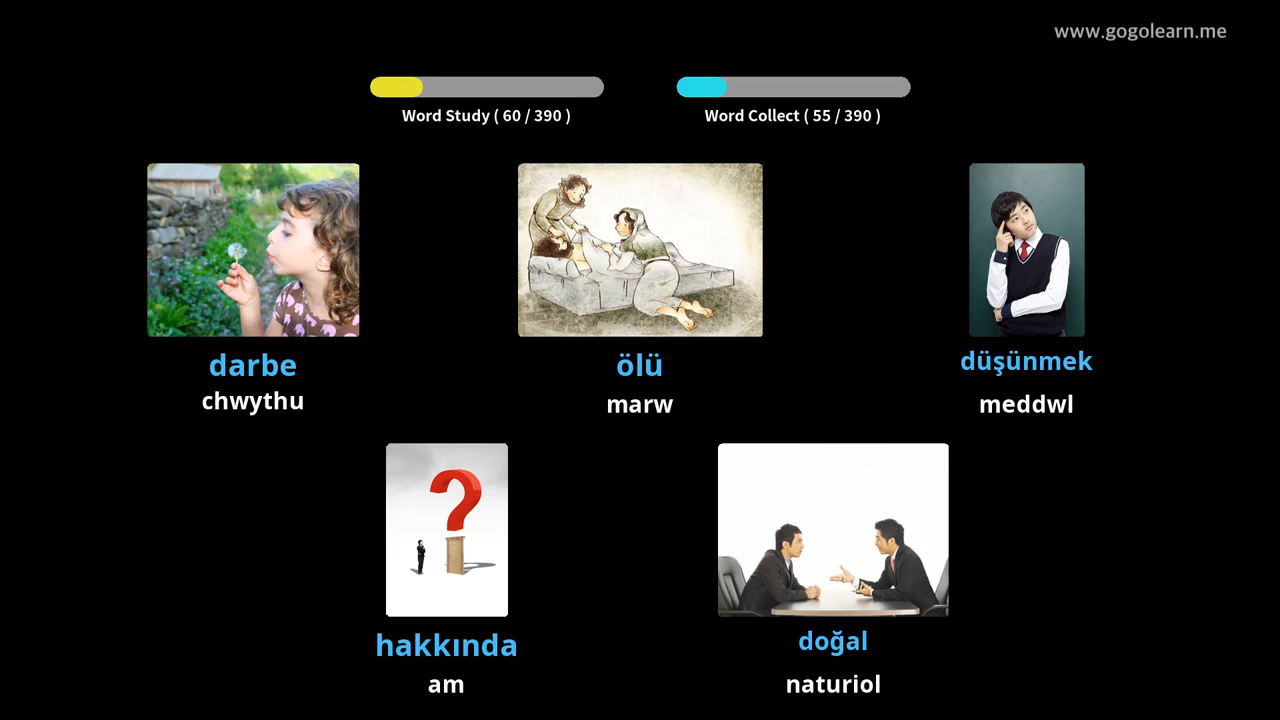 www.gogolearn.me
Word Study ( 60 / 390 )
Word Collect ( 55 / 390 )
darbe
chwythu
ölü
marw
düşünmek
meddwl
hakkında
am
doğal
naturiol